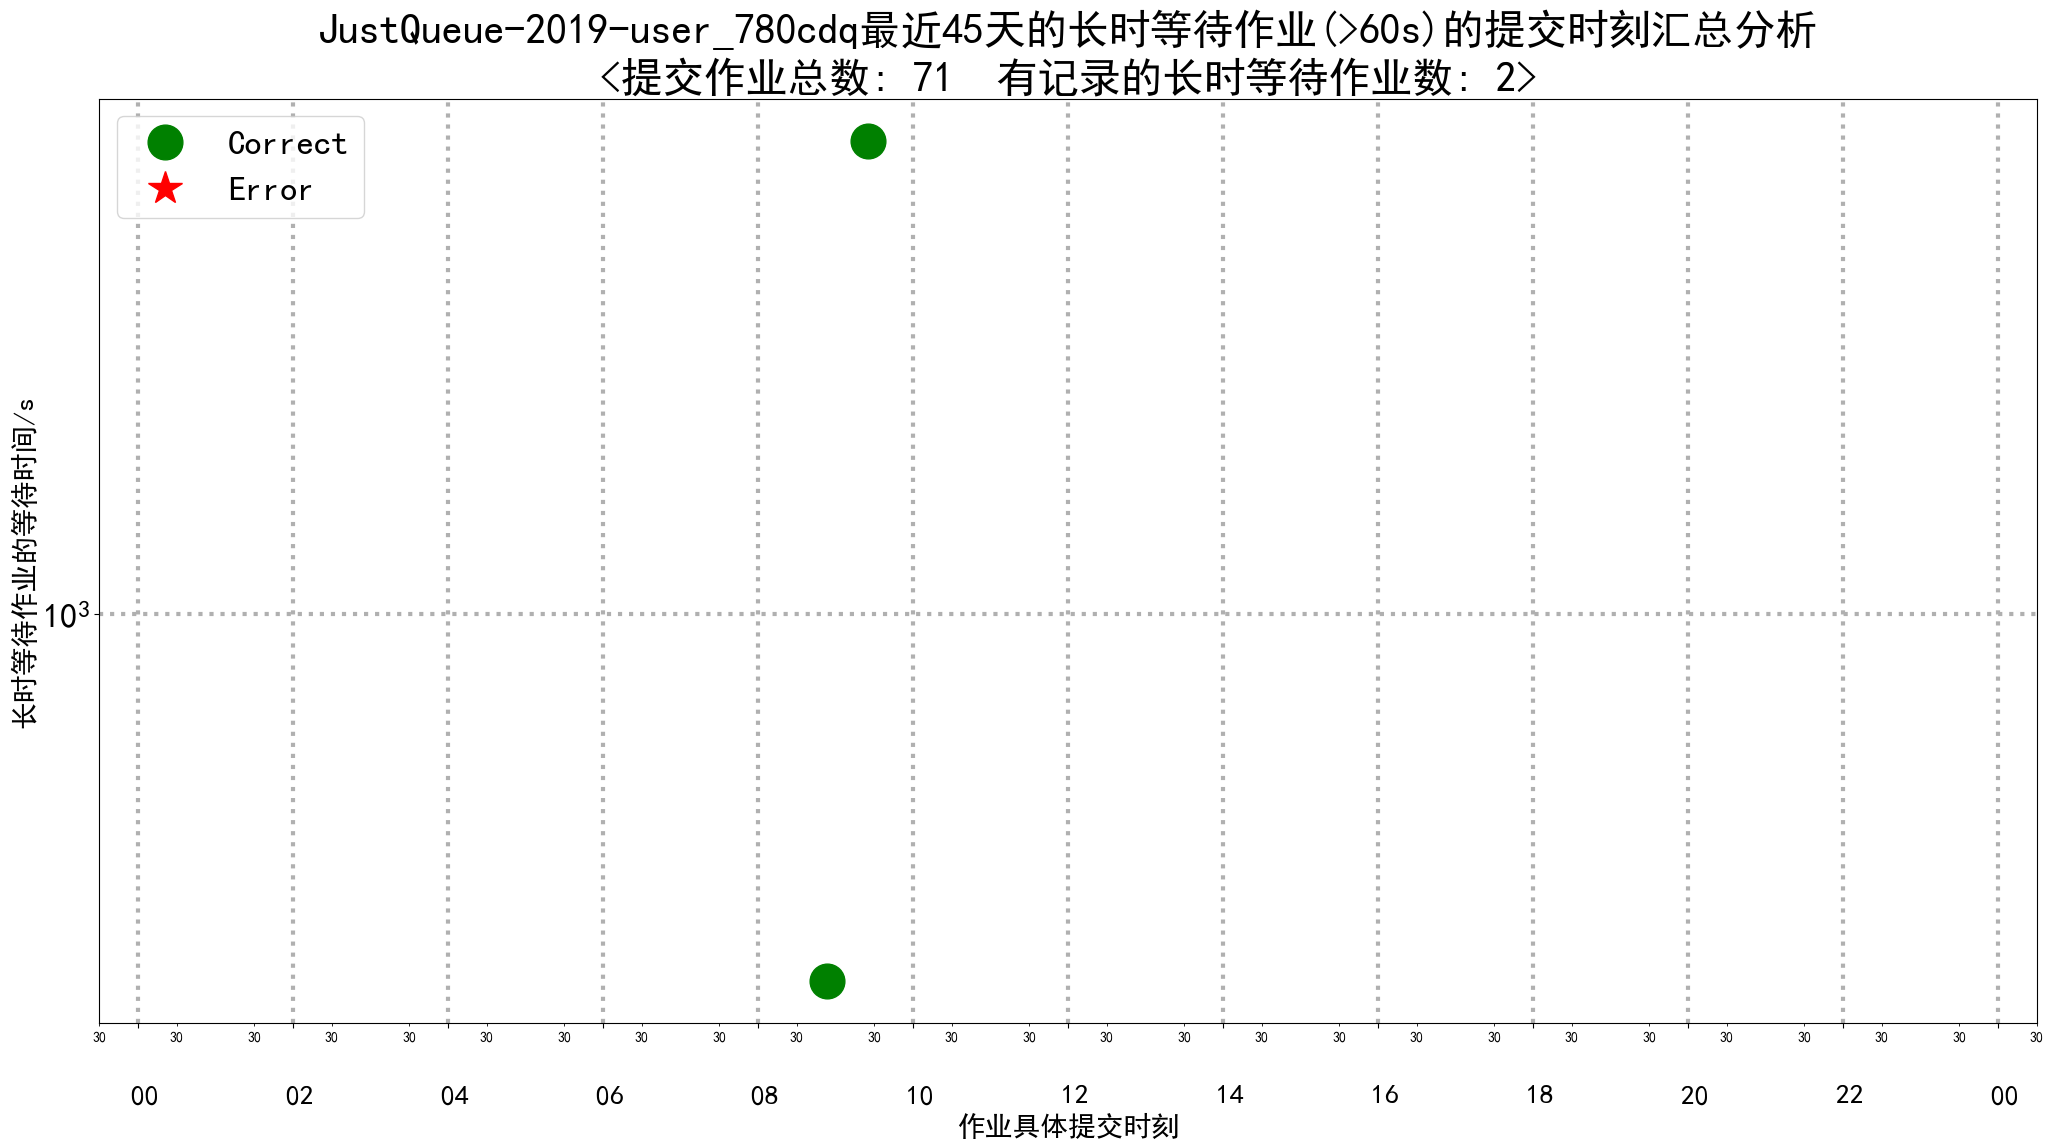 JustQueue-2019-user_780cdq最近45天的长时等待作业(>60s)的提交时刻汇总分析
<提交作业总数: 71  有记录的长时等待作业数: 2>
Correct
Error
长时等待作业的等待时间/s
10³
30 30 30 30 30 30 30 30 30 30 30 30 30 30 30 30 30 30 30 30 30 30 30 30 30 30
00 02 04 06 08 10 12 14 16 18 20 22 00
作业具体提交时刻